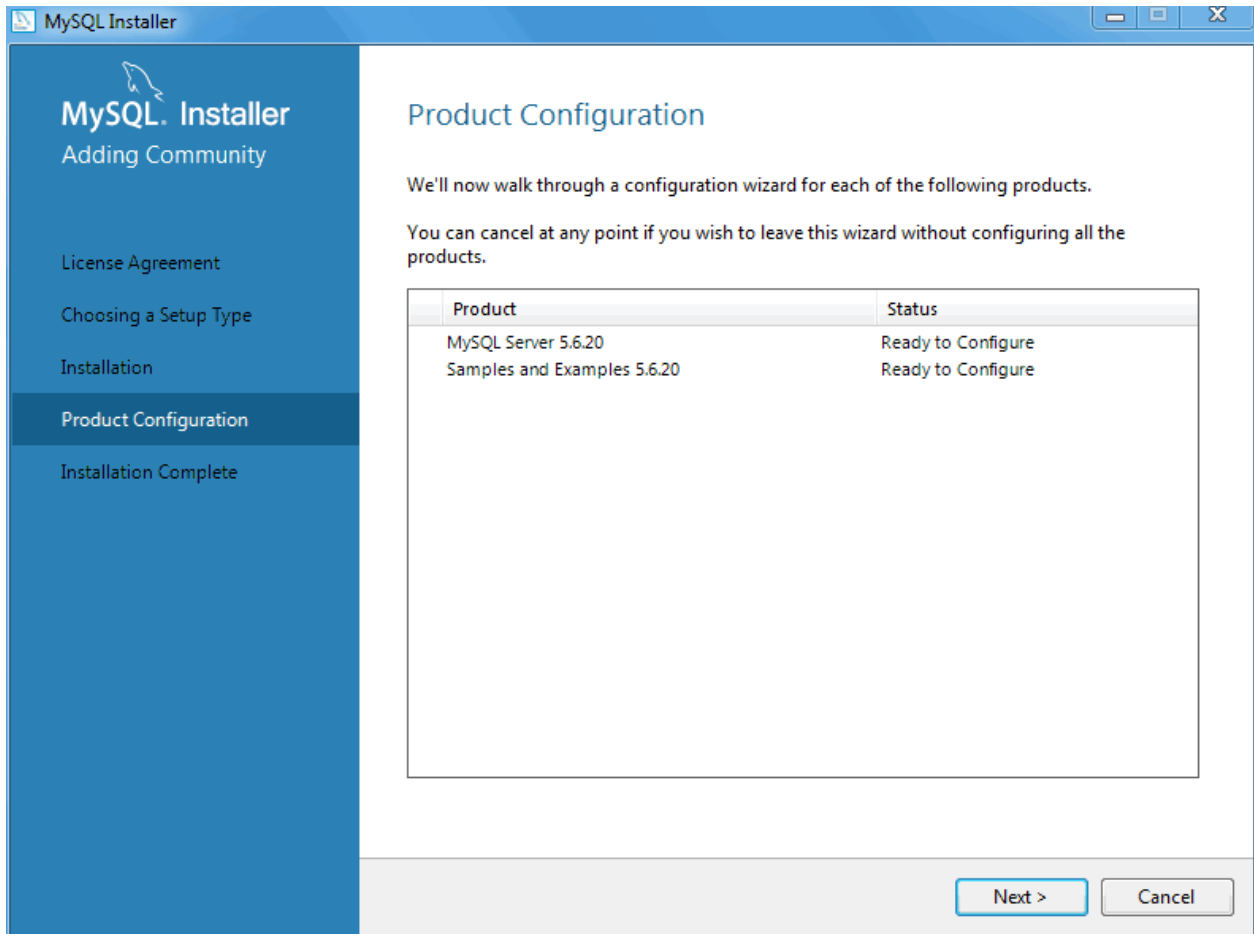 MySQL Installer
MySQL. Installer
Adding Community
License Agreement
Choosing a Setup Type
Installation
Product Configuration
Installation Complete
Product Configuration
We'll now walk through a configuration wizard for each of the following products.
You can cancel at any point if you wish to leave this wizard without configuring all the
products.
Product Status
MySQL Server 5.6.20 Ready to Configure
Samples and Examples 5.6.20 Ready to Configure
Next > Cancel